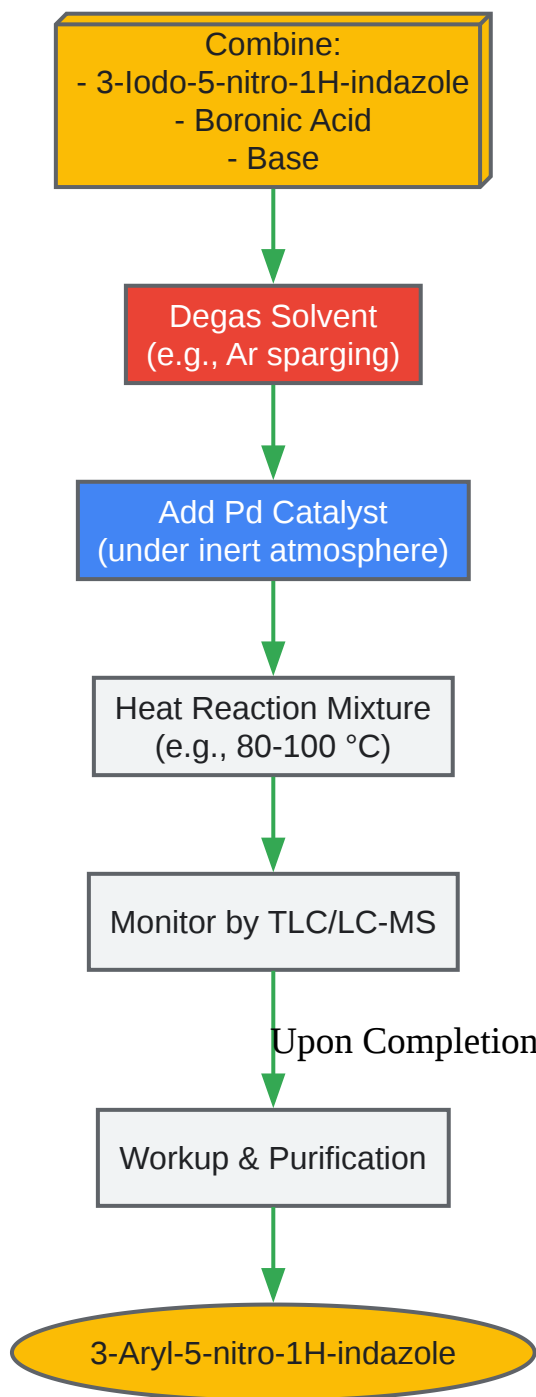 Combine:
- 3-Iodo-5-nitro-1H-indazole
- Boronic Acid
- Base
Degas Solvent
(e.g., Ar sparging)
Add Pd Catalyst
(under inert atmosphere)
Heat Reaction Mixture
(e.g., 80-100 °C)
Monitor by TLC/LC-MS
Upon Completion
Workup & Purification
3-Aryl-5-nitro-1H-indazole